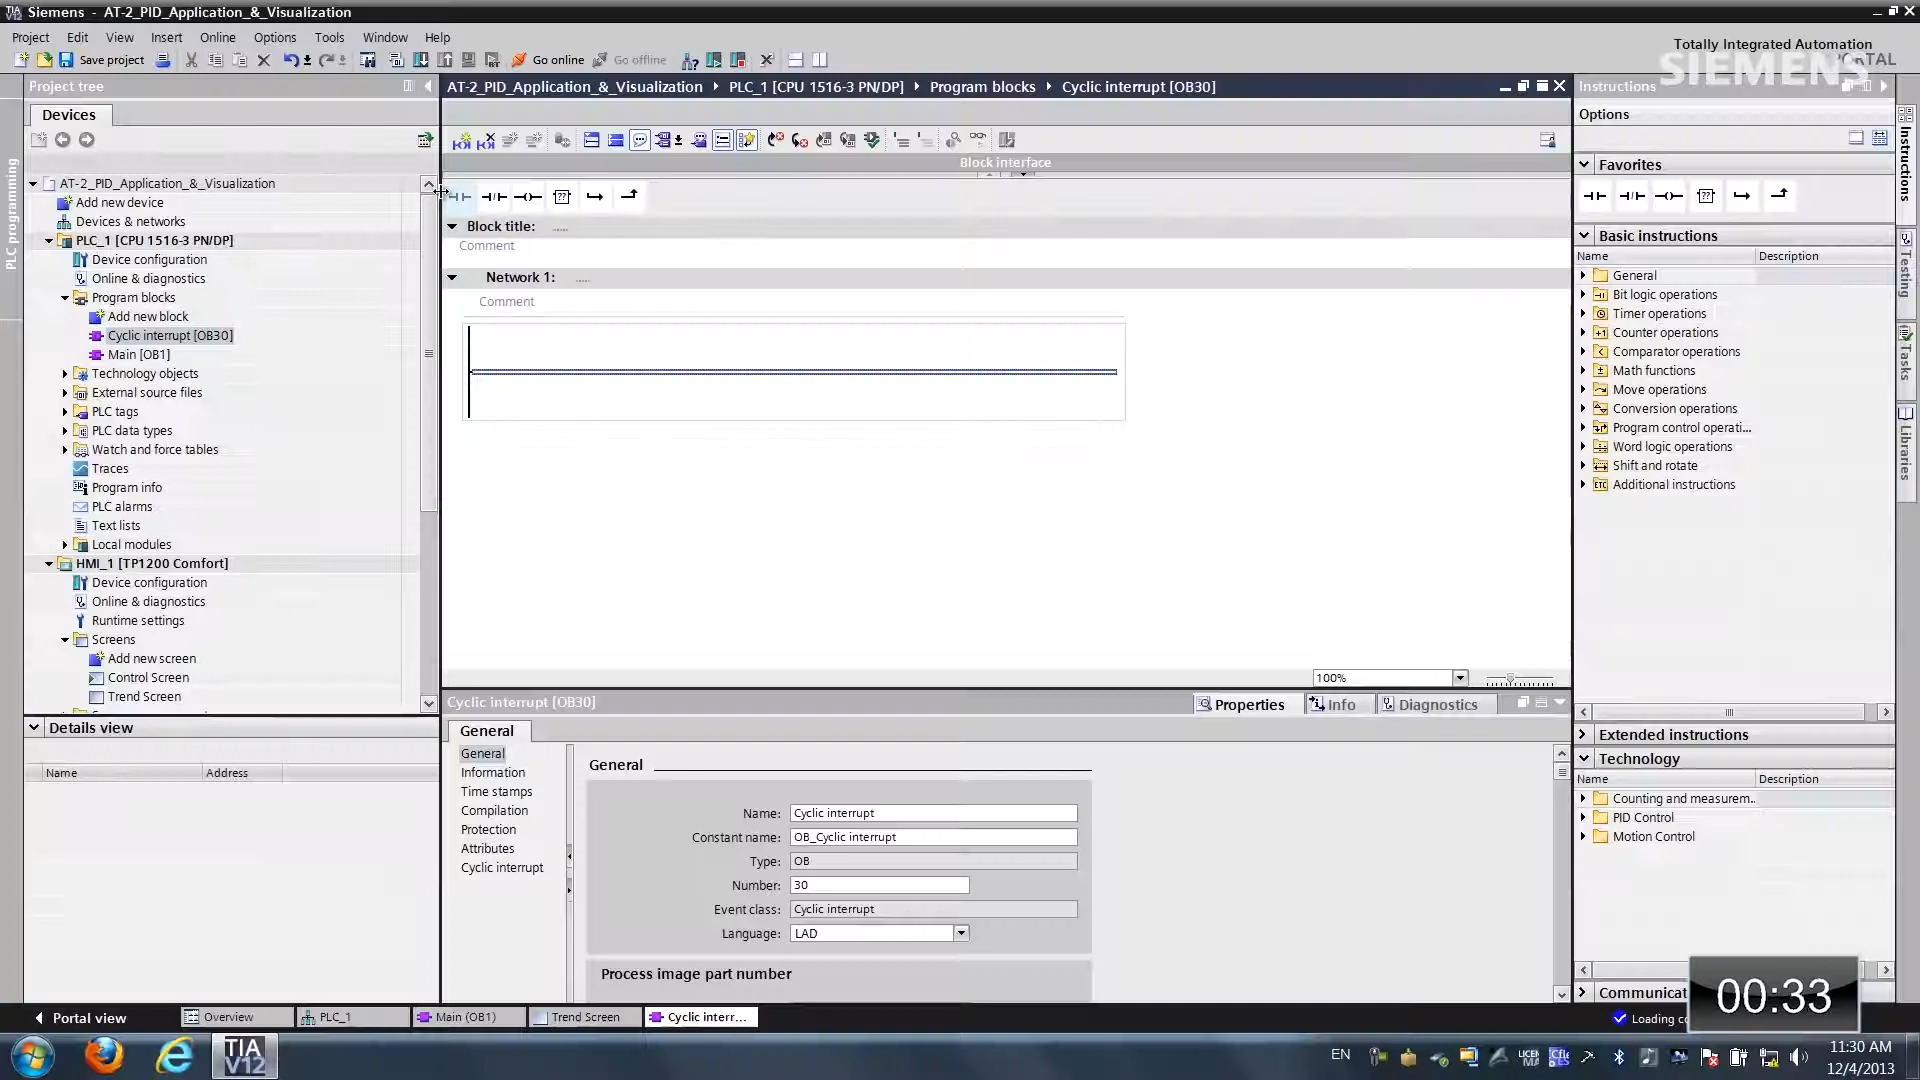 Siemens - AT-2_PID_Application_&_Visualization
Project Edit View Insert Online Options Tools Window Help
Totally Integrated Automation
PORTAL
SIEMENS
Save project Go online Go offline
Project tree
AT-2_PID_Application_&_Visualization PLC_1 [CPU 1516-3 PN/DP] Program blocks Cyclic interrupt [OB30]
Instructions
Devices
Options
Block interface
PLC programming
AT-2_PID_Application_&_Visualization
Add new device
Devices & networks
PLC_1 [CPU 1516-3 PN/DP]
Device configuration
Online & diagnostics
Program blocks
Add new block
Cyclic interrupt [OB30]
Main [OB1]
Technology objects
External source files
PLC tags
PLC data types
Watch and force tables
Traces
Program info
PLC alarms
Text lists
Local modules
HMI_1 [TP1200 Comfort]
Device configuration
Online & diagnostics
Runtime settings
Screens
Add new screen
Control Screen
Trend Screen
Details view
Name Address
Block title: .....
Comment
Network 1: .....
Comment
100%
Favorites
Basic instructions
Name Description
General
Bit logic operations
Timer operations
Counter operations
Comparator operations
Math functions
Move operations
Conversion operations
Program control operati...
Word logic operations
Shift and rotate
Additional instructions
Extended instructions
Technology
Name Description
Counting and measurem..
PID Control
Motion Control
Communicat
Loading co
Instructions
Testing
Tasks
Libraries
Cyclic interrupt [OB30]
Properties Info Diagnostics
General
General
Information
Time stamps
Compilation
Protection
Attributes
Cyclic interrupt
General
Name: Cyclic interrupt
Constant name: OB_Cyclic interrupt
Type: OB
Number: 30
Event class: Cyclic interrupt
Language: LAD
Process image part number
00:33
Portal view Overview PLC_1 Main (OB1) Trend Screen Cyclic interr...
TIA
V12
EN
11:30 AM
12/4/2013